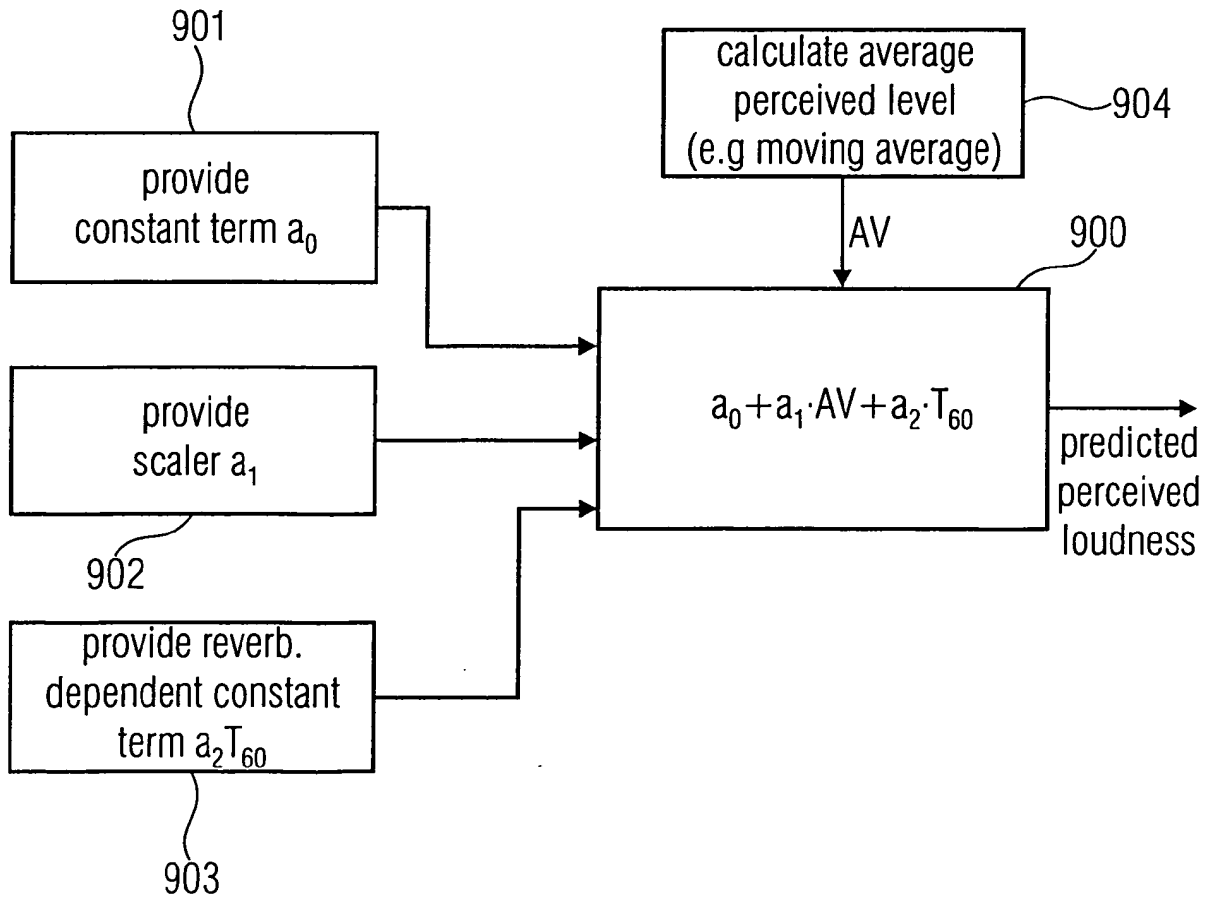 901
provide
constant term a₀
calculate average
perceived level
(e.g moving average)
904
AV
900
provide
scaler a₁
902
a₀+a₁·AV+a₂·T₆₀
predicted
perceived
loudness
provide reverb.
dependent constant
term a₂T₆₀
903